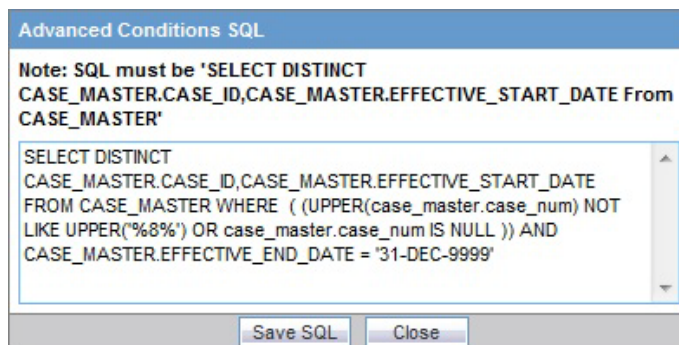 Advanced Conditions SQL
Note: SQL must be 'SELECT DISTINCT
CASE_MASTER.CASE_ID,CASE_MASTER.EFFECTIVE_START_DATE From
CASE_MASTER'
SELECT DISTINCT
CASE_MASTER.CASE_ID,CASE_MASTER.EFFECTIVE_START_DATE
FROM CASE_MASTER WHERE ( (UPPER(case_master.case_num) NOT
LIKE UPPER('%8%') OR case_master.case_num IS NULL )) AND
CASE_MASTER.EFFECTIVE_END_DATE = '31-DEC-9999'
Save SQL Close